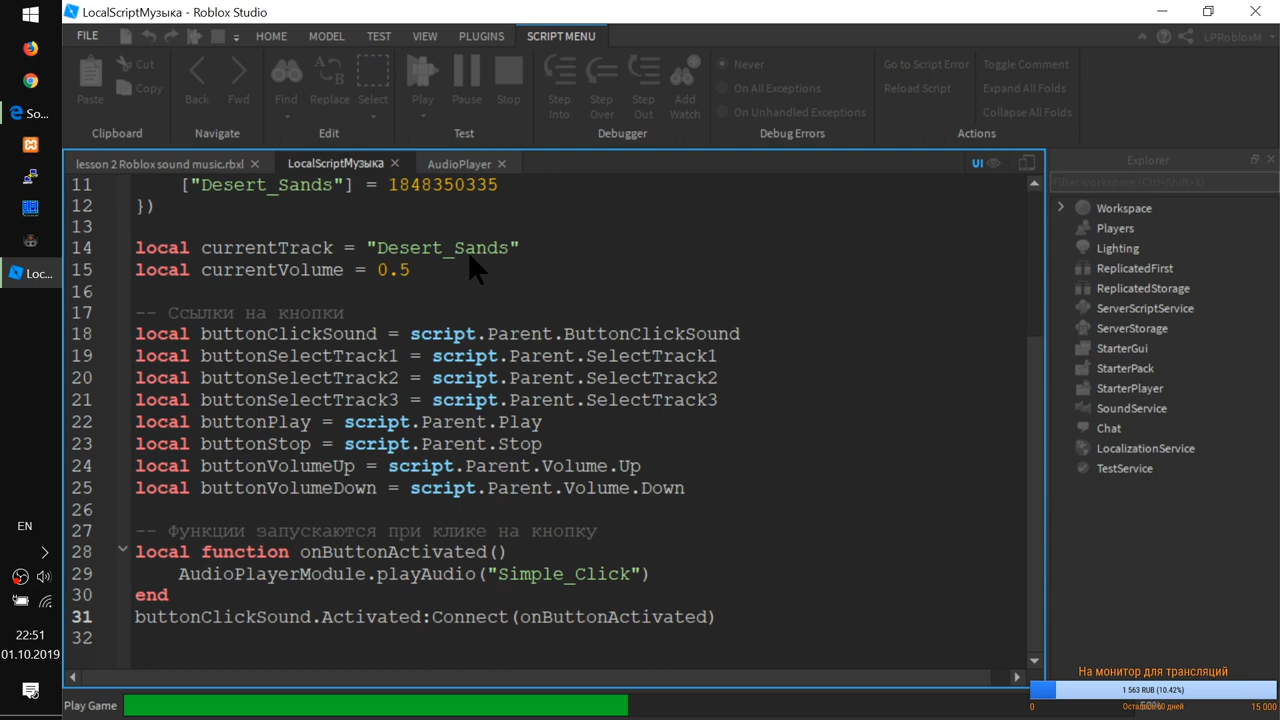 LocalScriptМузыка - Roblox Studio
FILE HOME MODEL TEST VIEW PLUGINS SCRIPT MENU LPRobloxM
Paste Cut Copy
Clipboard
Back Fwd
Navigate
Find Replace Select
Edit
Play Pause Stop
Test
Step Into Step Over Step Out Add Watch
Debugger
Never
On All Exceptions
On Unhandled Exceptions
Debug Errors
Go to Script Error Toggle Comment
Reload Script Expand All Folds
Collapse All Folds
Actions
So...
Loc...
EN
22:51
01.10.2019
lesson 2 Roblox sound music.rbxl LocalScriptМузыка AudioPlayer UI
11 ["Desert_Sands"] = 1848350335
12 })
13
14 local currentTrack = "Desert_Sands"
15 local currentVolume = 0.5
16
17 -- Ссылки на кнопки
18 local buttonClickSound = script.Parent.ButtonClickSound
19 local buttonSelectTrack1 = script.Parent.SelectTrack1
20 local buttonSelectTrack2 = script.Parent.SelectTrack2
21 local buttonSelectTrack3 = script.Parent.SelectTrack3
22 local buttonPlay = script.Parent.Play
23 local buttonStop = script.Parent.Stop
24 local buttonVolumeUp = script.Parent.Volume.Up
25 local buttonVolumeDown = script.Parent.Volume.Down
26
27 -- Функции запускаются при клике на кнопку
28 local function onButtonActivated()
29 AudioPlayerModule.playAudio("Simple_Click")
30 end
31 buttonClickSound.Activated:Connect(onButtonActivated)
32
Explorer
Filter workspace (Ctrl+Shift+X)
Workspace
Players
Lighting
ReplicatedFirst
ReplicatedStorage
ServerScriptService
ServerStorage
StarterGui
StarterPack
StarterPlayer
SoundService
Chat
LocalizationService
TestService
На монитор для трансляций
1 563 RUB (10.42%)
0 15 000
Play Game